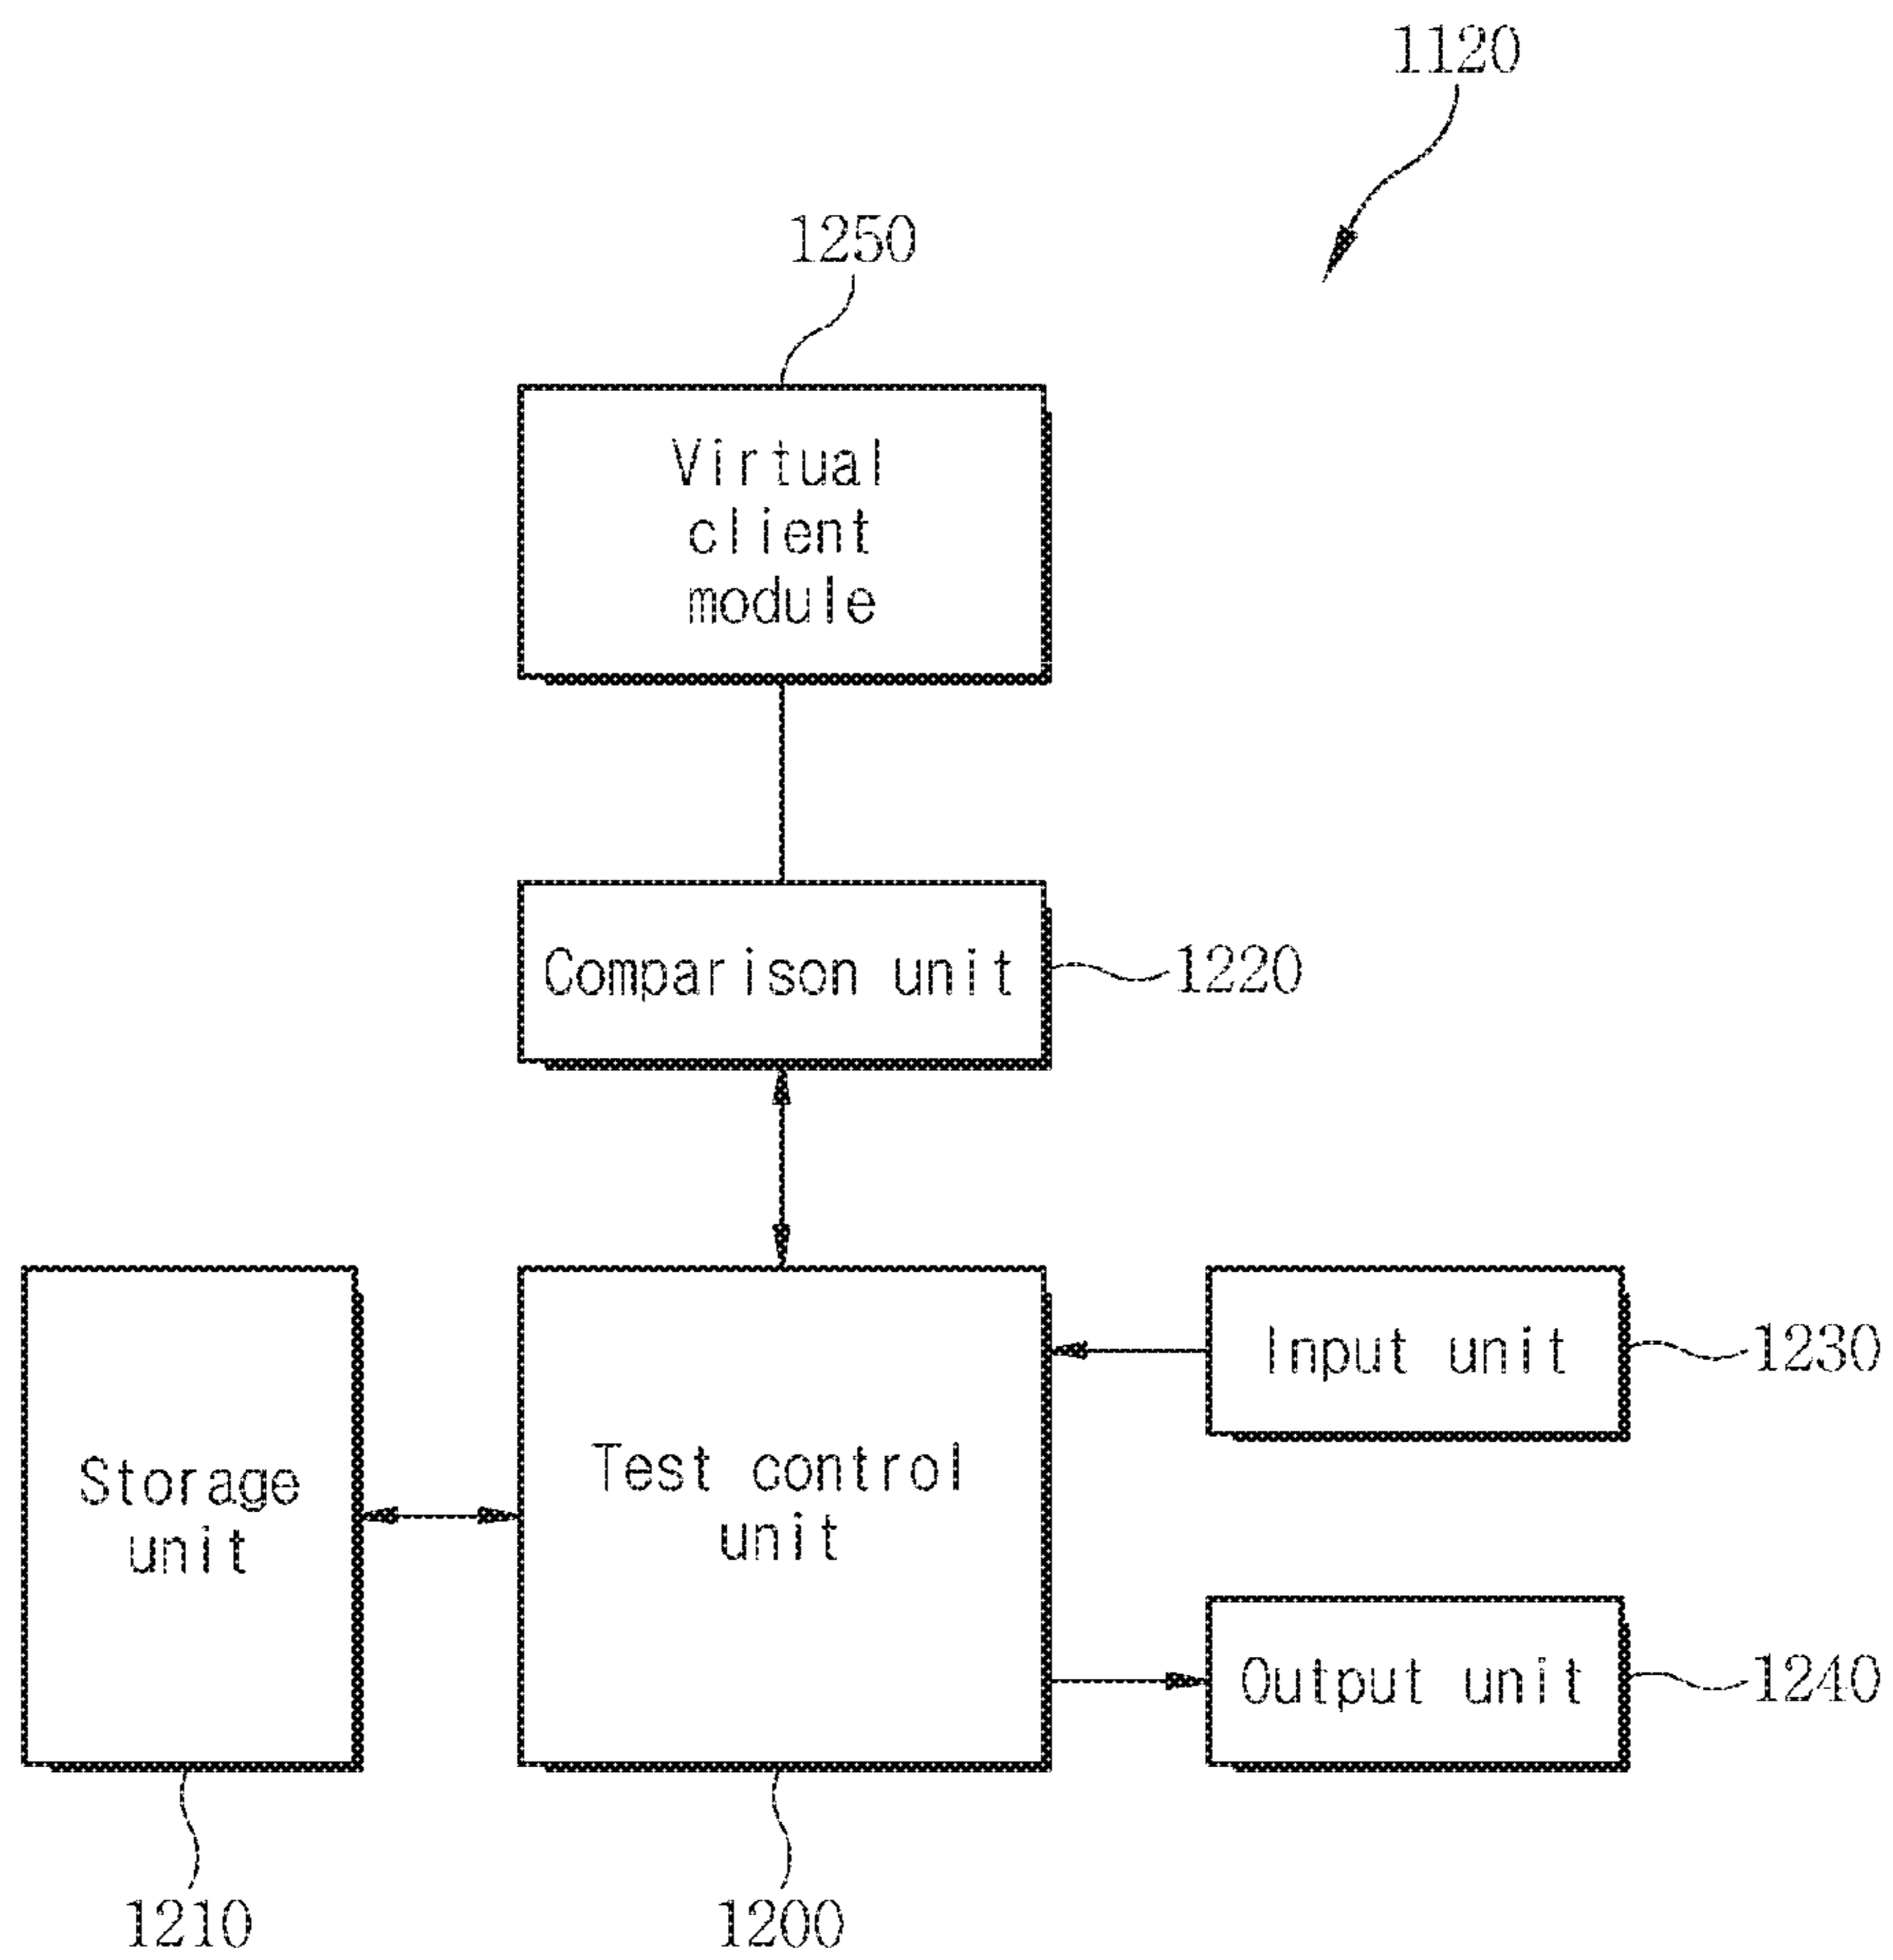 1120
1250
Virtual
client
module
Comparison unit
1220
Input unit
1230
Storage
unit
Test control
unit
Output unit
1240
1210
1200